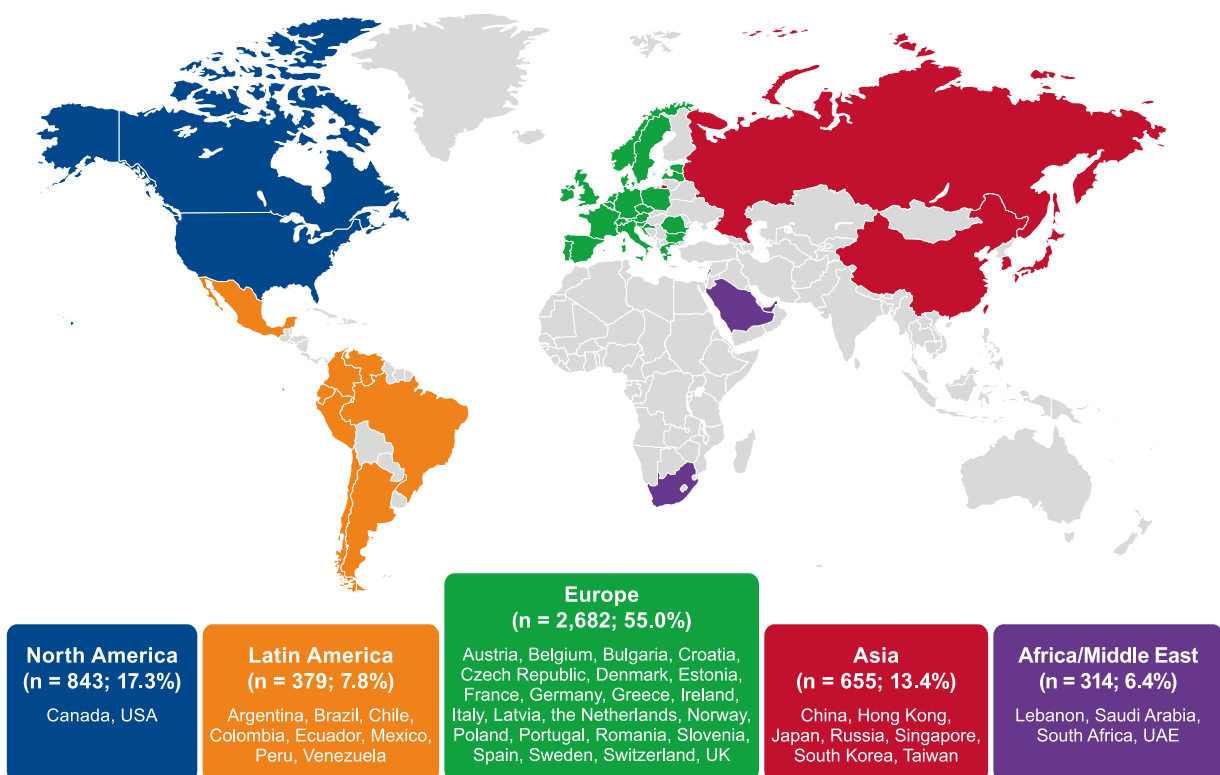 North America
(n = 843; 17.3%)
Canada, USA
Latin America
(n = 379; 7.8%)
Argentina, Brazil, Chile,
Colombia, Ecuador, Mexico,
Peru, Venezuela
Europe
(n = 2,682; 55.0%)
Austria, Belgium, Bulgaria, Croatia,
Czech Republic, Denmark, Estonia,
France, Germany, Greece, Ireland,
Italy, Latvia, the Netherlands, Norway,
Poland, Portugal, Romania, Slovenia,
Spain, Sweden, Switzerland, UK
Asia
(n = 655; 13.4%)
China, Hong Kong,
Japan, Russia, Singapore,
South Korea, Taiwan
Africa/Middle East
(n = 314; 6.4%)
Lebanon, Saudi Arabia,
South Africa, UAE